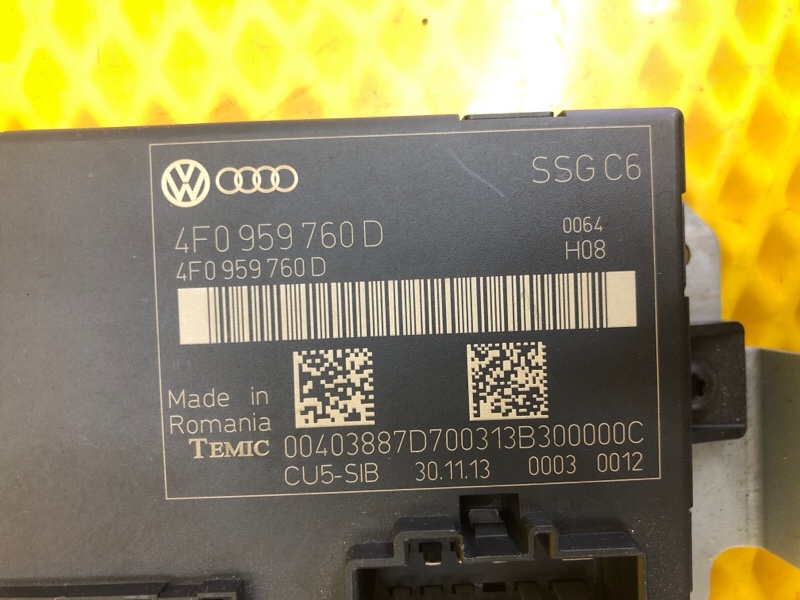 SSG C6
4F0 959 760 D
0064
4F0 959 760 D
H08
Made in
Romania
TEMIC 00403887D700313B300000C
CU5-SIB 30.11.13 0003 0012